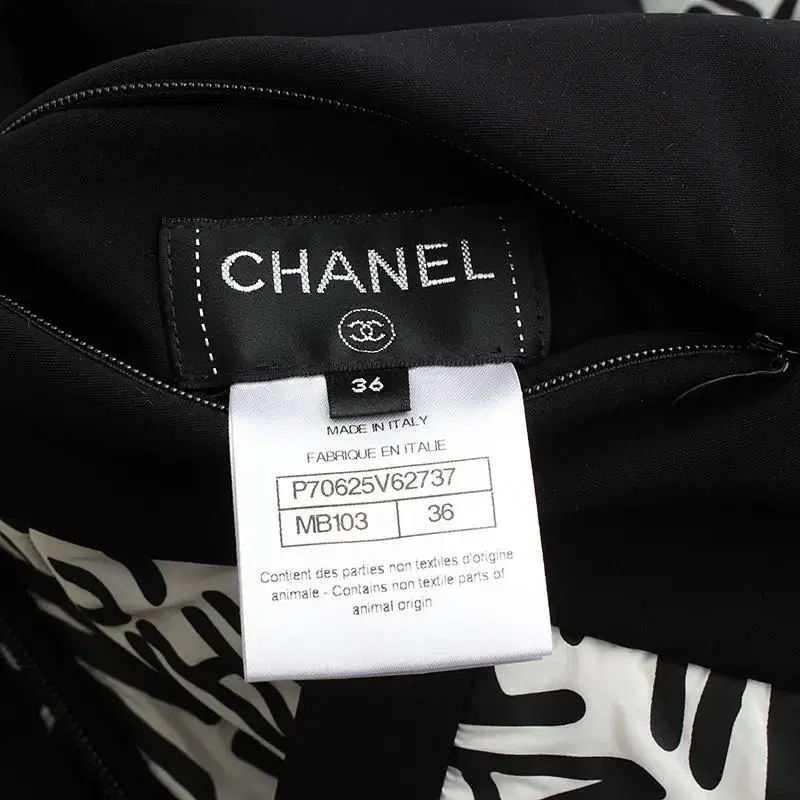 CHANEL
36
MADE IN ITALY
FABRIQUE EN ITALIE
P70625V62737
MB103 36
Contient des parties non textiles d'origine
animale - Contains non textile parts of
animal origin